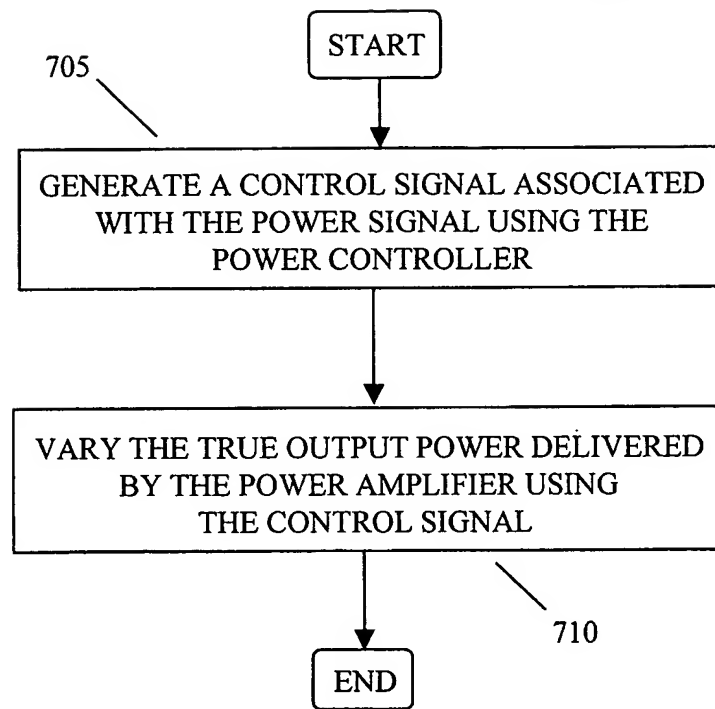 START
705
GENERATE A CONTROL SIGNAL ASSOCIATED
WITH THE POWER SIGNAL USING THE
POWER CONTROLLER
VARY THE TRUE OUTPUT POWER DELIVERED
BY THE POWER AMPLIFIER USING
THE CONTROL SIGNAL
710
END